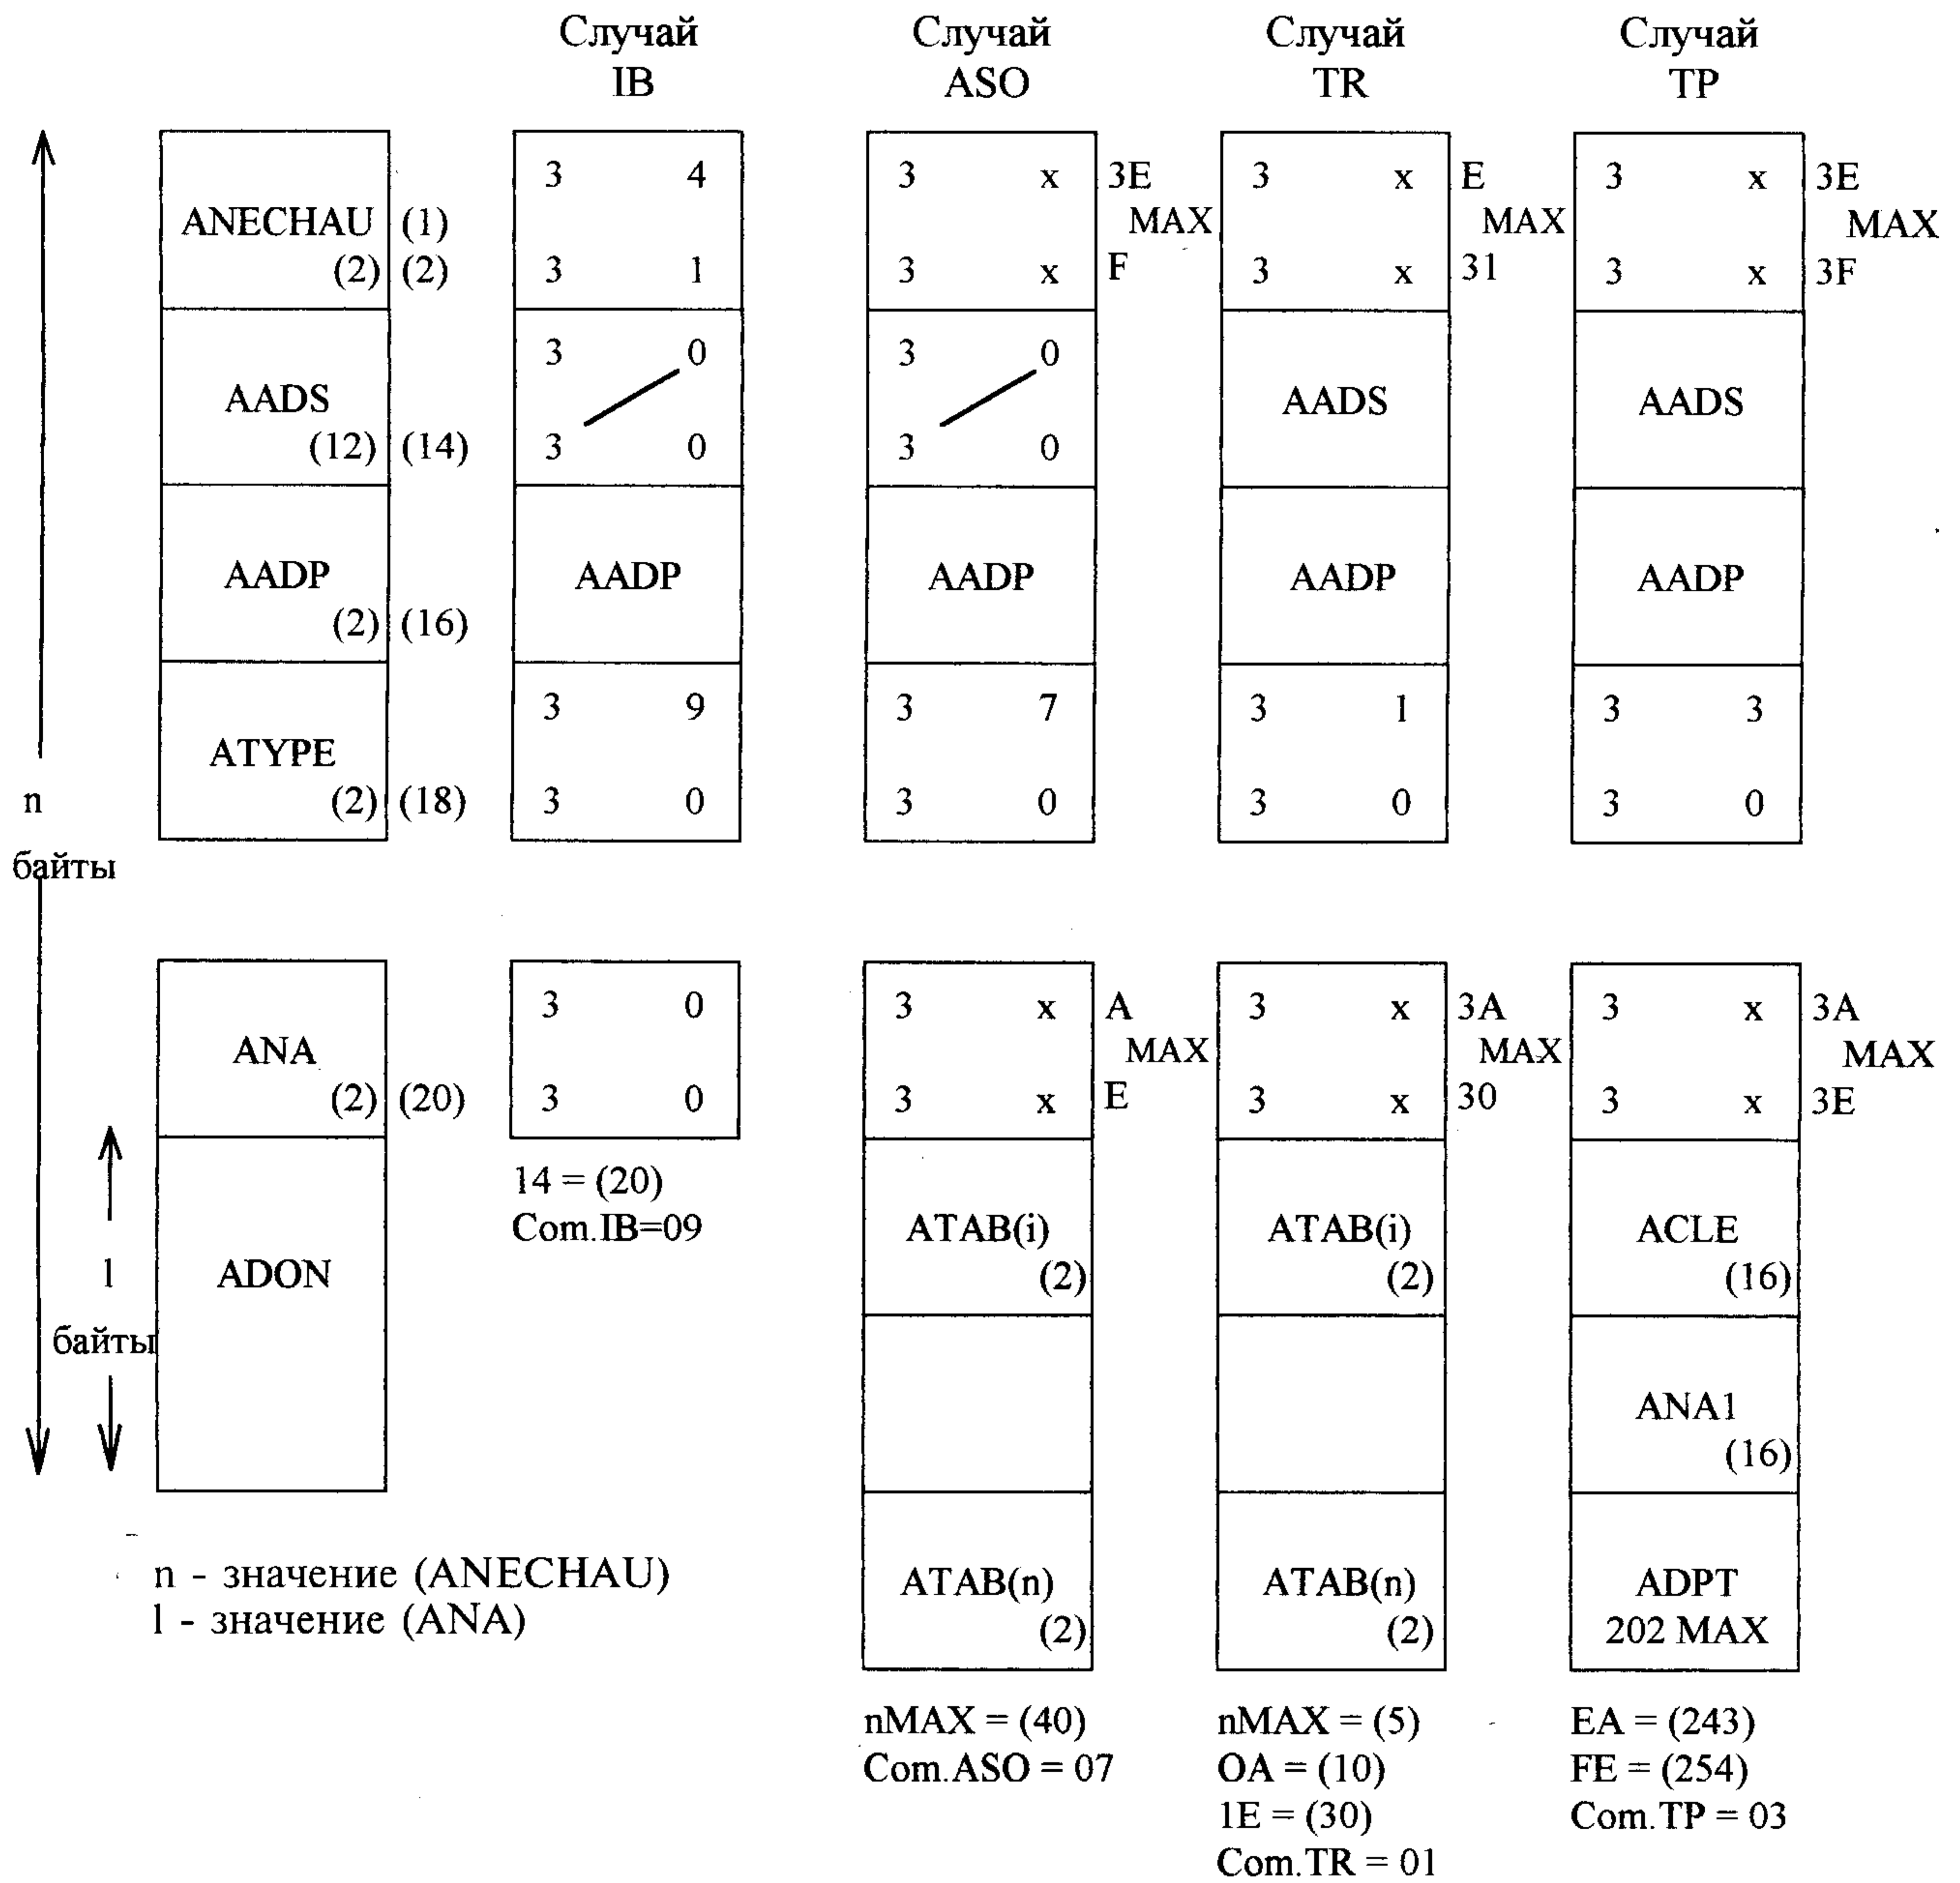 Случай IB
Случай ASO
Случай TR
Случай TP
n
байты
l
байты
ANECHAU (1)
(2) (2)
AADS
(12) (14)
AADP
(2) (16)
ATYPE
(2) (18)
ANA
(2) (20)
ADON
n - значение (ANECHAU)
l - значение (ANA)
3 4
3 1
3 0
3 0
AADP
3 9
3 0
3 0
3 0
14 = (20)
Com.IB=09
3 x 3E
MAX
3 x F
3 0
3 0
AADP
3 7
3 0
3 x A
MAX
3 x E
ATAB(i)
(2)
ATAB(n)
(2)
nMAX = (40)
Com.ASO = 07
3 x E
MAX
3 x 31
AADS
AADP
3 1
3 0
3 x 3A
MAX
3 x 30
ATAB(i)
(2)
ATAB(n)
(2)
nMAX = (5)
OA = (10)
1E = (30)
Com.TR = 01
3 x 3E
MAX
3 x 3F
AADS
AADP
3 3
3 0
3 x 3A
MAX
3 x 3E
ACLE
(16)
ANA1
(16)
ADPT
202 MAX
EA = (243)
FE = (254)
Com.TP = 03